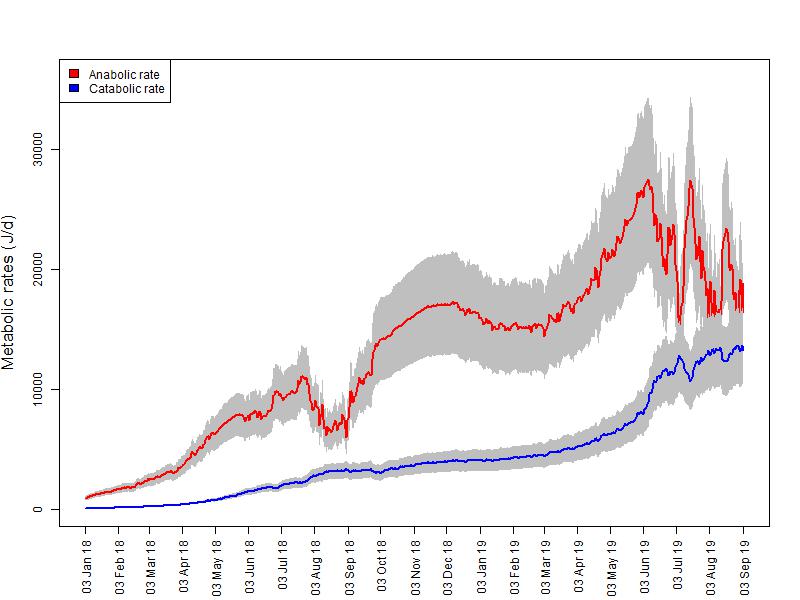 Anabolic rate
Catabolic rate
Metabolic rates (J/d)
30000
20000
10000
0
03 Jan 18
03 Feb 18
03 Mar 18
03 Apr 18
03 May 18
03 Jun 18
03 Jul 18
03 Aug 18
03 Sep 18
03 Oct 18
03 Nov 18
03 Dec 18
03 Jan 19
03 Feb 19
03 Mar 19
03 Apr 19
03 May 19
03 Jun 19
03 Jul 19
03 Aug 19
03 Sep 19